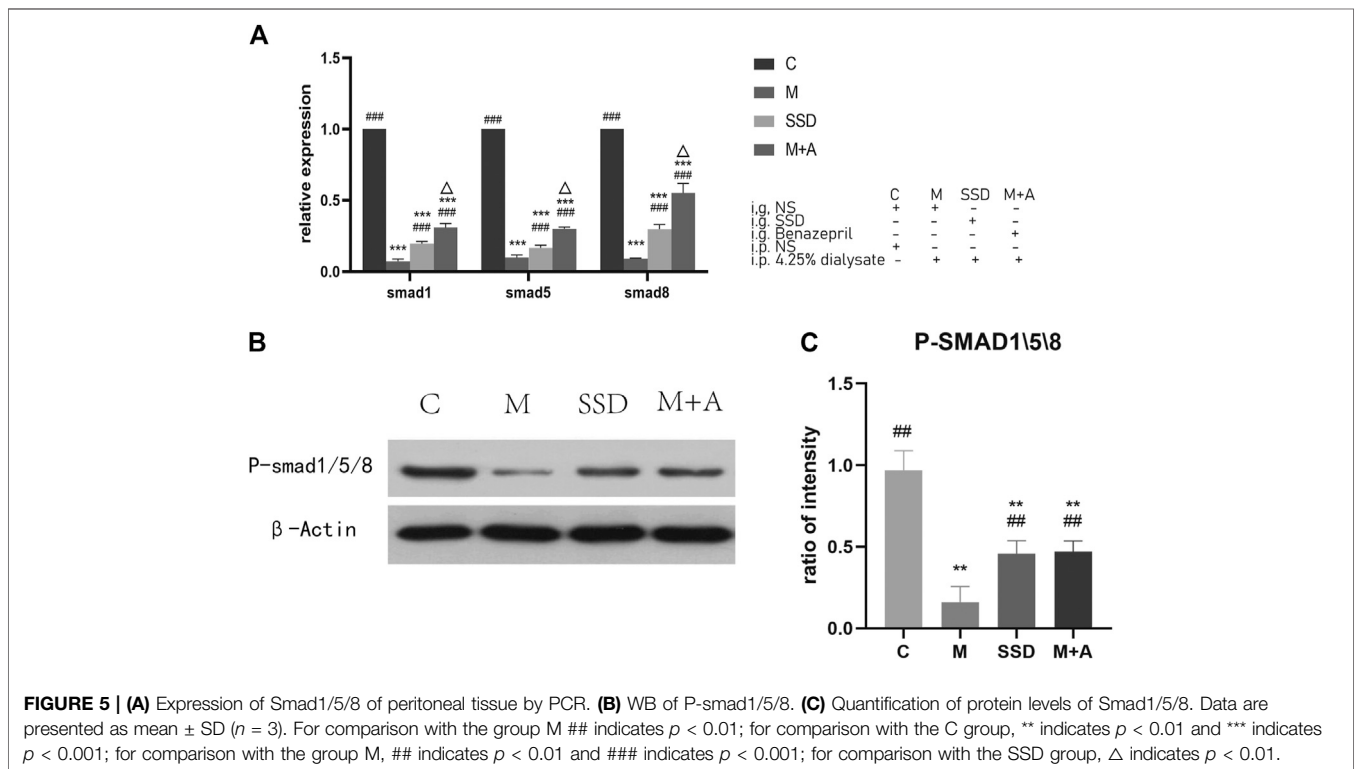 A
1.5
1.0
0.5
0.0
relative expression
###
***
***
###
△
***
###
###
***
***
###
△
***
###
###
***
***
###
△
***
###
smad1 smad5 smad8
C
M
SSD
M+A
C M SSD M+A
i.g. NS + + – –
i.g. SSD – – + –
i.g. Benazepril – – – +
i.p. NS + – – –
i.p. 4.25% dialysate – + + +
B
C M SSD M+A
P-smad1/5/8
β-Actin
C
P-SMAD1\5\8
1.5
1.0
0.5
0.0
ratio of intensity
##
**
**
##
**
##
C M SSD M+A
FIGURE 5 | (A) Expression of Smad1/5/8 of peritoneal tissue by PCR. (B) WB of P-smad1/5/8. (C) Quantification of protein levels of Smad1/5/8. Data are
presented as mean ± SD (n = 3). For comparison with the group M ## indicates p < 0.01; for comparison with the C group, ** indicates p < 0.01 and *** indicates
p < 0.001; for comparison with the group M, ## indicates p < 0.01 and ### indicates p < 0.001; for comparison with the SSD group, △ indicates p < 0.01.